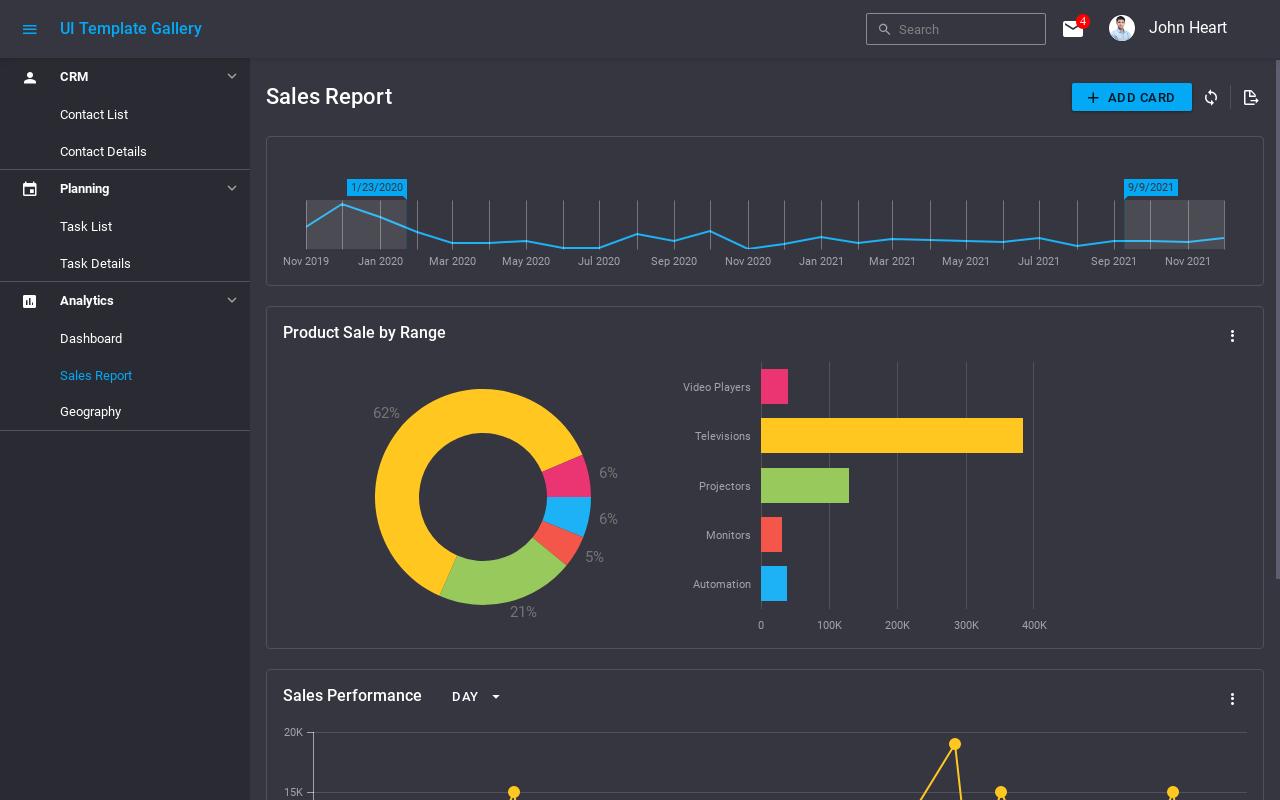 UI Template Gallery
Search
4
John Heart
CRM
Contact List
Contact Details
Planning
Task List
Task Details
Analytics
Dashboard
Sales Report
Geography
Sales Report
ADD CARD
1/23/2020
9/9/2021
Nov 2019 Jan 2020 Mar 2020 May 2020 Jul 2020 Sep 2020 Nov 2020 Jan 2021 Mar 2021 May 2021 Jul 2021 Sep 2021 Nov 2021
Product Sale by Range
62%
6%
6%
5%
21%
Video Players
Televisions
Projectors
Monitors
Automation
0 100K 200K 300K 400K
Sales Performance
DAY
20K
15K